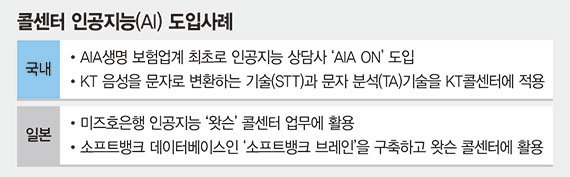 콜센터 인공지능(AI) 도입사례
국내
• AIA생명 보험업계 최초로 인공지능 상담사 ‘AIA ON’ 도입
• KT 음성을 문자로 변환하는 기술(STT)과 문자 분석(TA)기술을 KT콜센터에 적용
일본
• 미즈호은행 인공지능 ‘왓슨’ 콜센터 업무에 활용
• 소프트뱅크 데이터베이스인 ‘소프트뱅크 브레인’을 구축하고 왓슨 콜센터에 활용